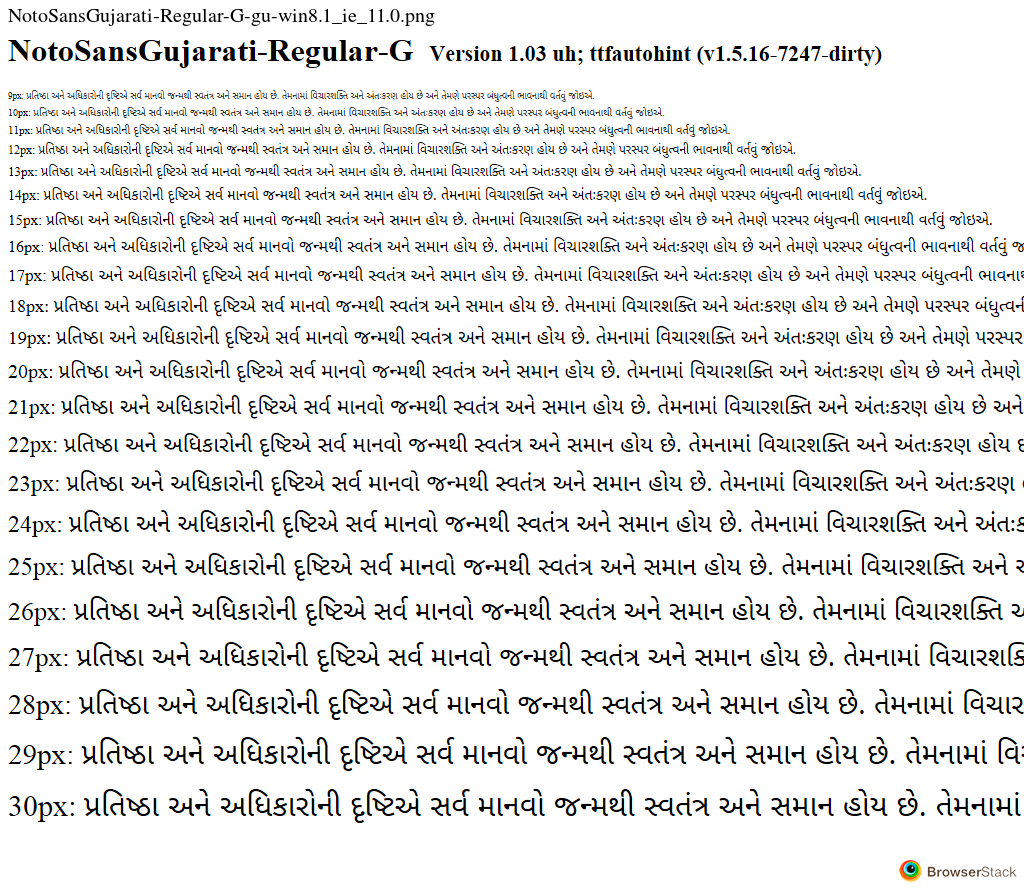 NotoSansGujarati-Regular-G-gu-win8.1_ie_11.0.png
NotoSansGujarati-Regular-G Version 1.03 uh; ttfautohint (v1.5.16-7247-dirty)
9px: પ્રતિષ્ઠા અને અધિકારોની દૃષ્ટિએ સર્વ માનવો જન્મથી સ્વતંત્ર અને સમાન હોય છે. તેમનામાં વિચારશક્તિ અને અંતઃકરણ હોય છે અને તેમણે પરસ્પર બંધુત્વની ભાવનાથી વર્તવું જોઇએ.
10px: પ્રતિષ્ઠા અને અધિકારોની દૃષ્ટિએ સર્વ માનવો જન્મથી સ્વતંત્ર અને સમાન હોય છે. તેમનામાં વિચારશક્તિ અને અંતઃકરણ હોય છે અને તેમણે પરસ્પર બંધુત્વની ભાવનાથી વર્તવું જોઇએ.
11px: પ્રતિષ્ઠા અને અધિકારોની દૃષ્ટિએ સર્વ માનવો જન્મથી સ્વતંત્ર અને સમાન હોય છે. તેમનામાં વિચારશક્તિ અને અંતઃકરણ હોય છે અને તેમણે પરસ્પર બંધુત્વની ભાવનાથી વર્તવું જોઇએ.
12px: પ્રતિષ્ઠા અને અધિકારોની દૃષ્ટિએ સર્વ માનવો જન્મથી સ્વતંત્ર અને સમાન હોય છે. તેમનામાં વિચારશક્તિ અને અંતઃકરણ હોય છે અને તેમણે પરસ્પર બંધુત્વની ભાવનાથી વર્તવું જોઇએ.
13px: પ્રતિષ્ઠા અને અધિકારોની દૃષ્ટિએ સર્વ માનવો જન્મથી સ્વતંત્ર અને સમાન હોય છે. તેમનામાં વિચારશક્તિ અને અંતઃકરણ હોય છે અને તેમણે પરસ્પર બંધુત્વની ભાવનાથી વર્તવું જોઇએ.
14px: પ્રતિષ્ઠા અને અધિકારોની દૃષ્ટિએ સર્વ માનવો જન્મથી સ્વતંત્ર અને સમાન હોય છે. તેમનામાં વિચારશક્તિ અને અંતઃકરણ હોય છે અને તેમણે પરસ્પર બંધુત્વની ભાવનાથી વર્તવું જોઇએ.
15px: પ્રતિષ્ઠા અને અધિકારોની દૃષ્ટિએ સર્વ માનવો જન્મથી સ્વતંત્ર અને સમાન હોય છે. તેમનામાં વિચારશક્તિ અને અંતઃકરણ હોય છે અને તેમણે પરસ્પર બંધુત્વની ભાવનાથી વર્તવું જોઇએ.
16px: પ્રતિષ્ઠા અને અધિકારોની દૃષ્ટિએ સર્વ માનવો જન્મથી સ્વતંત્ર અને સમાન હોય છે. તેમનામાં વિચારશક્તિ અને અંતઃકરણ હોય છે અને તેમણે પરસ્પર બંધુત્વની ભાવનાથી વર્તવું
17px: પ્રતિષ્ઠા અને અધિકારોની દૃષ્ટિએ સર્વ માનવો જન્મથી સ્વતંત્ર અને સમાન હોય છે. તેમનામાં વિચારશક્તિ અને અંતઃકરણ હોય છે અને તેમણે પરસ્પર બંધુત્વની
18px: પ્રતિષ્ઠા અને અધિકારોની દૃષ્ટિએ સર્વ માનવો જન્મથી સ્વતંત્ર અને સમાન હોય છે. તેમનામાં વિચારશક્તિ અને અંતઃકરણ હોય છે અને તેમણે પરસ્પર બંધુત્વની
19px: પ્રતિષ્ઠા અને અધિકારોની દૃષ્ટિએ સર્વ માનવો જન્મથી સ્વતંત્ર અને સમાન હોય છે. તેમનામાં વિચારશક્તિ અને અંતઃકરણ હોય છે અને તેમણે પરસ્પર
20px: પ્રતિષ્ઠા અને અધિકારોની દૃષ્ટિએ સર્વ માનવો જન્મથી સ્વતંત્ર અને સમાન હોય છે. તેમનામાં વિચારશક્તિ અને અંતઃકરણ હોય છે અને તેમણે
21px: પ્રતિષ્ઠા અને અધિકારોની દૃષ્ટિએ સર્વ માનવો જન્મથી સ્વતંત્ર અને સમાન હોય છે. તેમનામાં વિચારશક્તિ અને અંતઃકરણ હોય છે અને
22px: પ્રતિષ્ઠા અને અધિકારોની દૃષ્ટિએ સર્વ માનવો જન્મથી સ્વતંત્ર અને સમાન હોય છે. તેમનામાં વિચારશક્તિ અને અંતઃકરણ હોય
23px: પ્રતિષ્ઠા અને અધિકારોની દૃષ્ટિએ સર્વ માનવો જન્મથી સ્વતંત્ર અને સમાન હોય છે. તેમનામાં વિચારશક્તિ અને અંતઃકરણ
24px: પ્રતિષ્ઠા અને અધિકારોની દૃષ્ટિએ સર્વ માનવો જન્મથી સ્વતંત્ર અને સમાન હોય છે. તેમનામાં વિચારશક્તિ અને
25px: પ્રતિષ્ઠા અને અધિકારોની દૃષ્ટિએ સર્વ માનવો જન્મથી સ્વતંત્ર અને સમાન હોય છે. તેમનામાં વિચારશક્તિ અને
26px: પ્રતિષ્ઠા અને અધિકારોની દૃષ્ટિએ સર્વ માનવો જન્મથી સ્વતંત્ર અને સમાન હોય છે. તેમનામાં વિચારશક્તિ
27px: પ્રતિષ્ઠા અને અધિકારોની દૃષ્ટિએ સર્વ માનવો જન્મથી સ્વતંત્ર અને સમાન હોય છે. તેમનામાં
28px: પ્રતિષ્ઠા અને અધિકારોની દૃષ્ટિએ સર્વ માનવો જન્મથી સ્વતંત્ર અને સમાન હોય છે. તેમનામાં વિચાર
29px: પ્રતિષ્ઠા અને અધિકારોની દૃષ્ટિએ સર્વ માનવો જન્મથી સ્વતંત્ર અને સમાન હોય છે. તેમનામાં
30px: પ્રતિષ્ઠા અને અધિકારોની દૃષ્ટિએ સર્વ માનવો જન્મથી સ્વતંત્ર અને સમાન હોય છે. તેમનામાં
BrowserStack